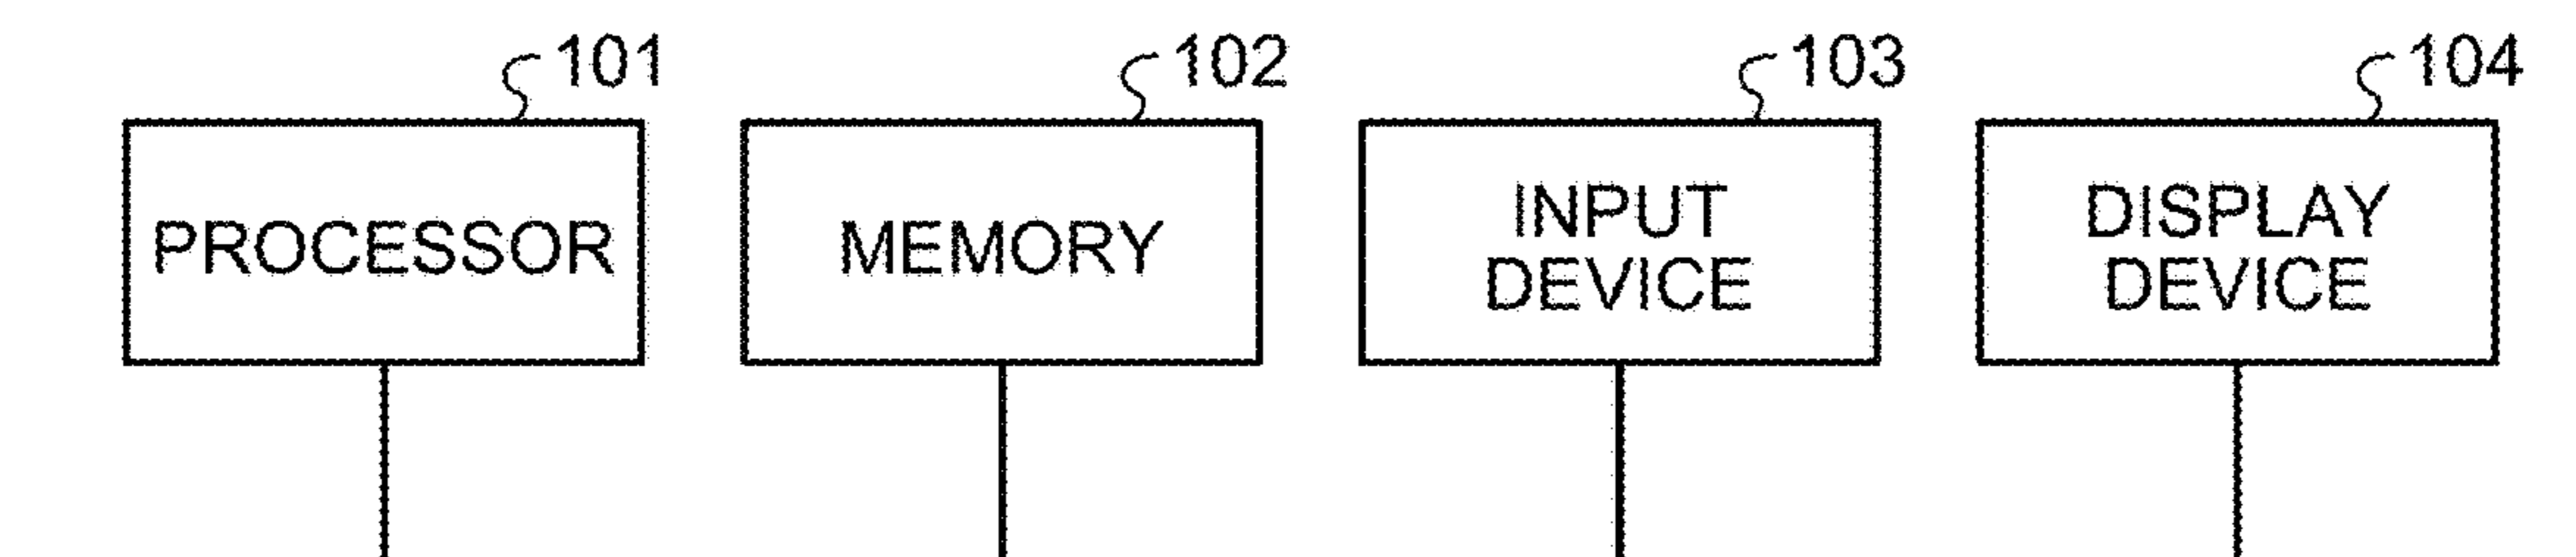 101
102
103
104
PROCESSOR
MEMORY
INPUT
DEVICE
DISPLAY
DEVICE